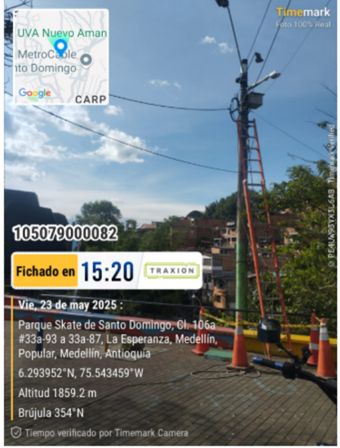 Timemark
Foto 100% Real
UVA Nuevo Aman
MetroCable
nto Domingo
CARP
Google
105079000082
Fichado en 15:20 TRAXION
Vie, 23 de may 2025 :
Parque Skate de Santo Domingo, Cl. 106a
#33a-93 a 33a-87, La Esperanza, Medellín,
Popular, Medellín, Antioquia
6.293952°N, 75.543459°W
Altitud 1859.2 m
Brújula 354°N
Tiempo verificado por Timemark Camera